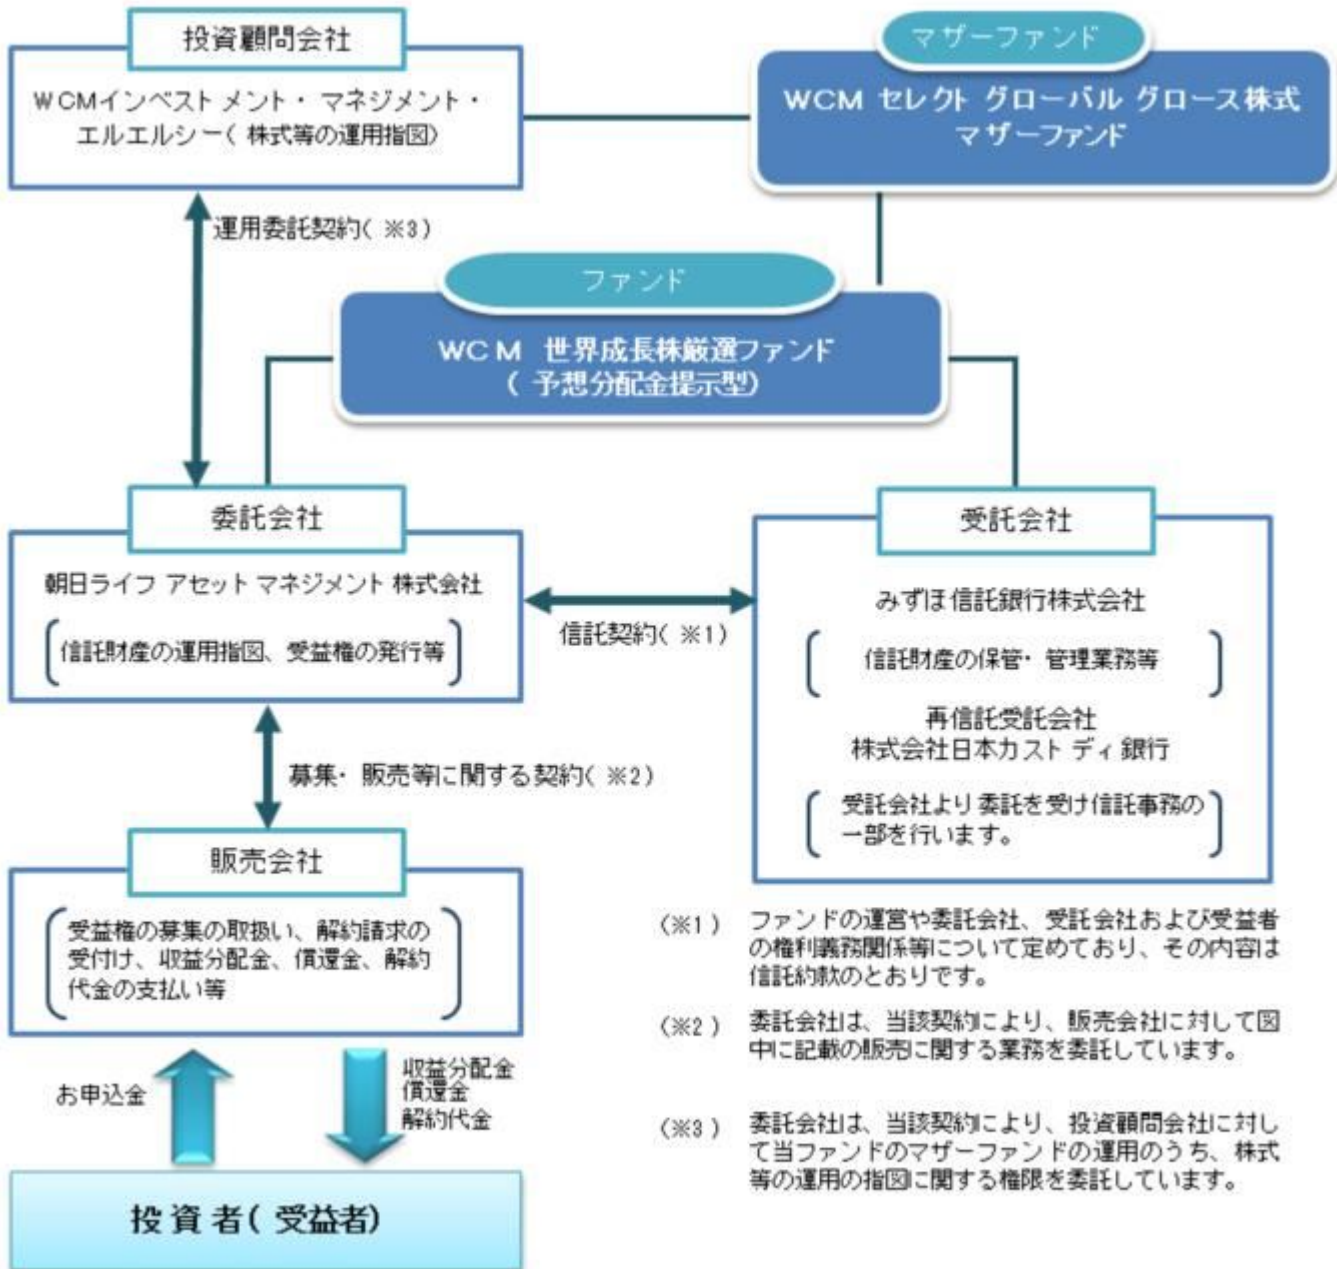 投資顧問会社
WCMインベストメント・マネジメント・
エルエルシー(株式等の運用指図)
マザーファンド
WCM セレクト グローバル グロース株式
マザーファンド
運用委託契約(※3)
ファンド
WCM 世界成長株厳選ファンド
(予想分配金提示型)
委託会社
朝日ライフ アセット マネジメント 株式会社
信託財産の運用指図、受益権の発行等
信託契約(※1)
受託会社
みずほ信託銀行株式会社
信託財産の保管・管理業務等
再信託受託会社
株式会社日本カストディ銀行
受託会社より委託を受け信託事務の
一部を行います。
募集・販売等に関する契約(※2)
販売会社
受益権の募集の取扱い、解約請求の
受付け、収益分配金、償還金、解約
代金の支払い等
お申込金
収益分配金
償還金
解約代金
投資者(受益者)
(※1) ファンドの運営や委託会社、受託会社および受益者
の権利義務関係等について定めており、その内容は
信託約款のとおりです。
(※2) 委託会社は、当該契約により、販売会社に対して図
中に記載の販売に関する業務を委託しています。
(※3) 委託会社は、当該契約により、投資顧問会社に対し
て当ファンドのマザーファンドの運用のうち、株式
等の運用の指図に関する権限を委託しています。